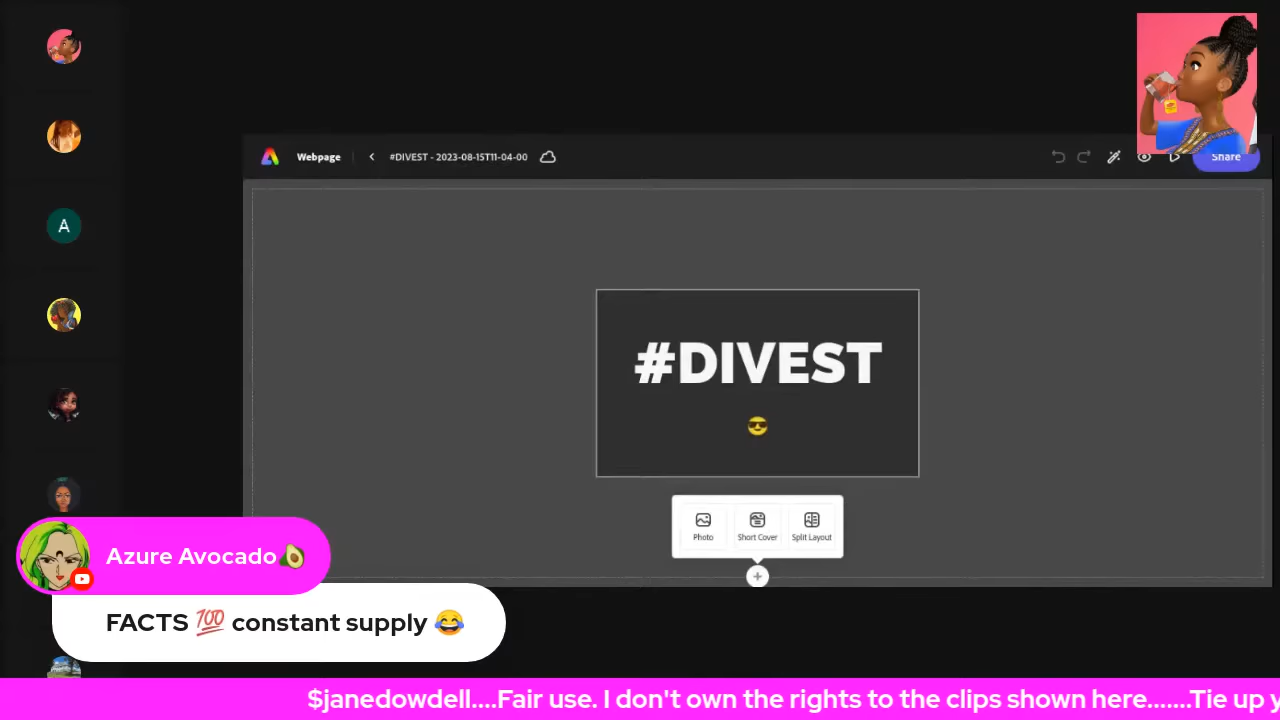 Webpage
#DIVEST - 2023-08-15T11-04-00
Share
A
#DIVEST
😎
Photo
Short Cover
Split Layout
+
Azure Avocado🥑
FACTS 💯 constant supply 😂
$janedowdell....Fair use. I don't own the rights to the clips shown here.......Tie up y